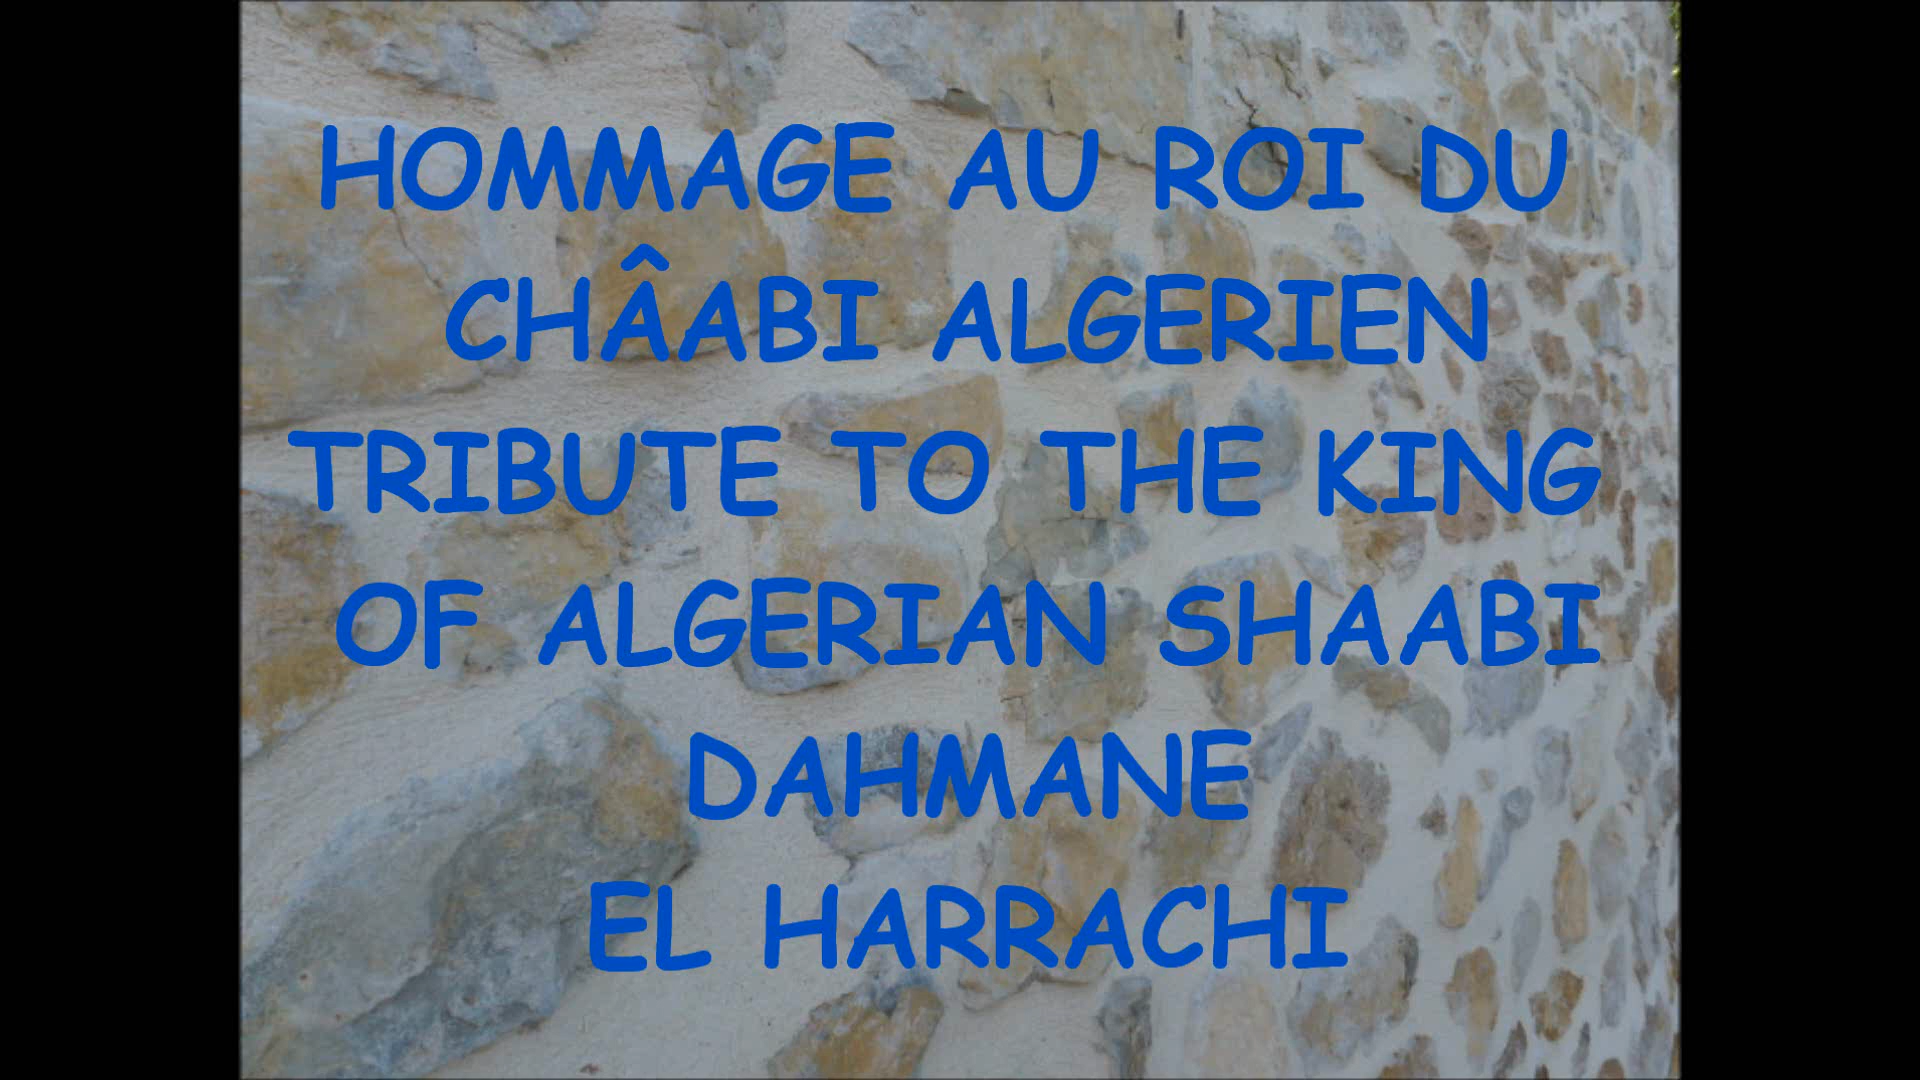 HOMMAGE AU ROI DU
CHÂABI ALGERIEN
TRIBUTE TO THE KING
OF ALGERIAN SHAABI
DAHMANE
EL HARRACHI